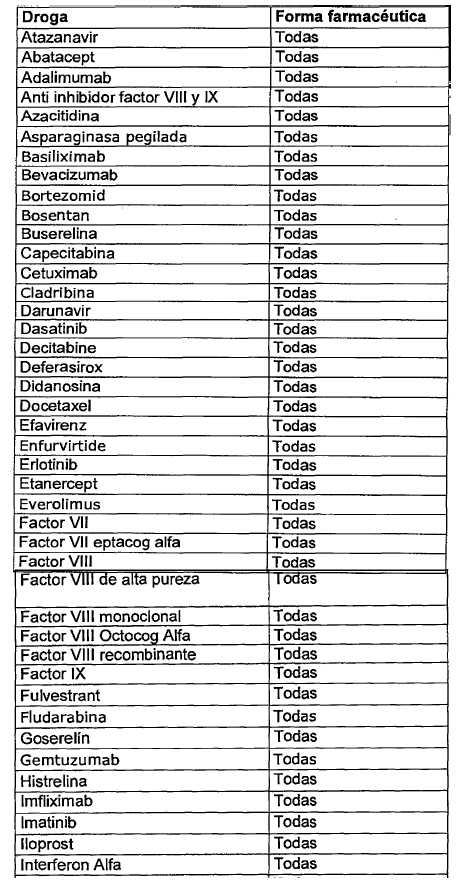 Droga Forma farmacéutica
Atazanavir Todas
Abatacept Todas
Adalimumab Todas
Anti inhibidor factor VIII y IX Todas
Azacitidina Todas
Asparaginasa pegilada Todas
Basiliximab Todas
Bevacizumab Todas
Bortezomid Todas
Bosentan Todas
Buserelina Todas
Capecitabina Todas
Cetuximab Todas
Cladribina Todas
Darunavir Todas
Dasatinib Todas
Decitabine Todas
Deferasirox Todas
Didanosina Todas
Docetaxel Todas
Efavirenz Todas
Enfurvirtide Todas
Erlotinib Todas
Etanercept Todas
Everolimus Todas
Factor VII Todas
Factor VII eptacog alfa Todas
Factor VIII Todas
Factor VIII de alta pureza Todas
Factor VIII monoclonal Todas
Factor VIII Octocog Alfa Todas
Factor VIII recombinante Todas
Factor IX Todas
Fulvestrant Todas
Fludarabina Todas
Goserelín Todas
Gemtuzumab Todas
Histrelina Todas
Imfliximab Todas
Imatinib Todas
Iloprost Todas
Interferon Alfa Todas